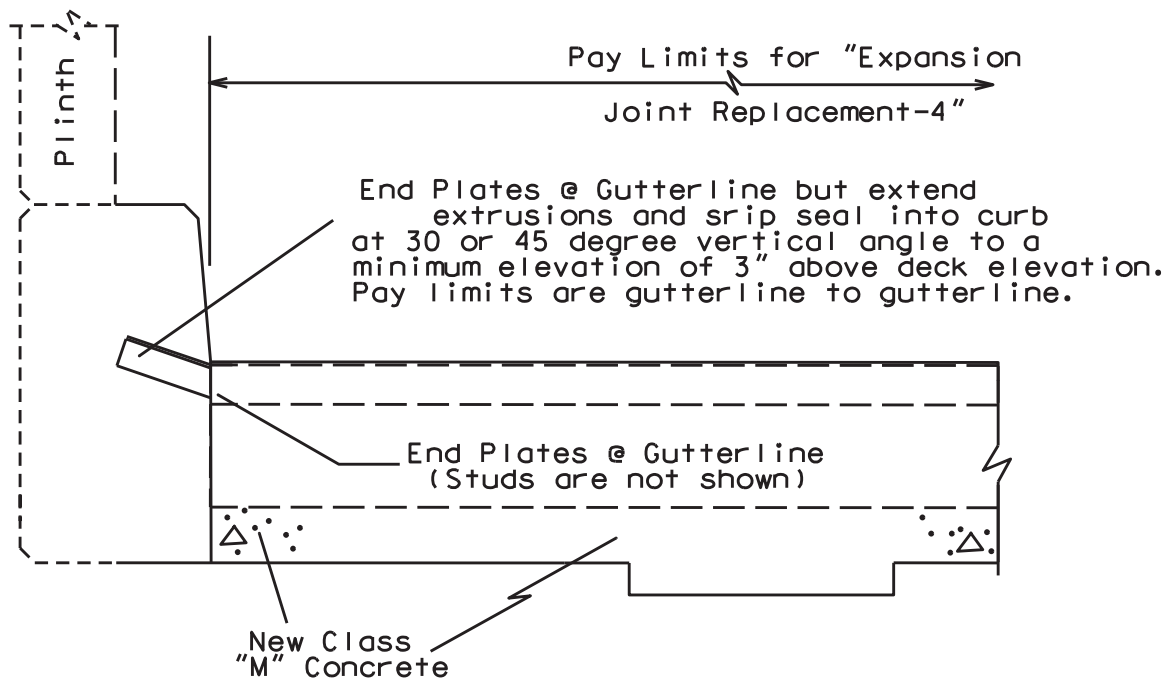 Plinth
Pay Limits for "Expansion
Joint Replacement-4"
End Plates @ Gutterline but extend
extrusions and srip seal into curb
at 30 or 45 degree vertical angle to a
minimum elevation of 3" above deck elevation.
Pay limits are gutterline to gutterline.
End Plates @ Gutterline
(Studs are not shown)
New Class
"M" Concrete